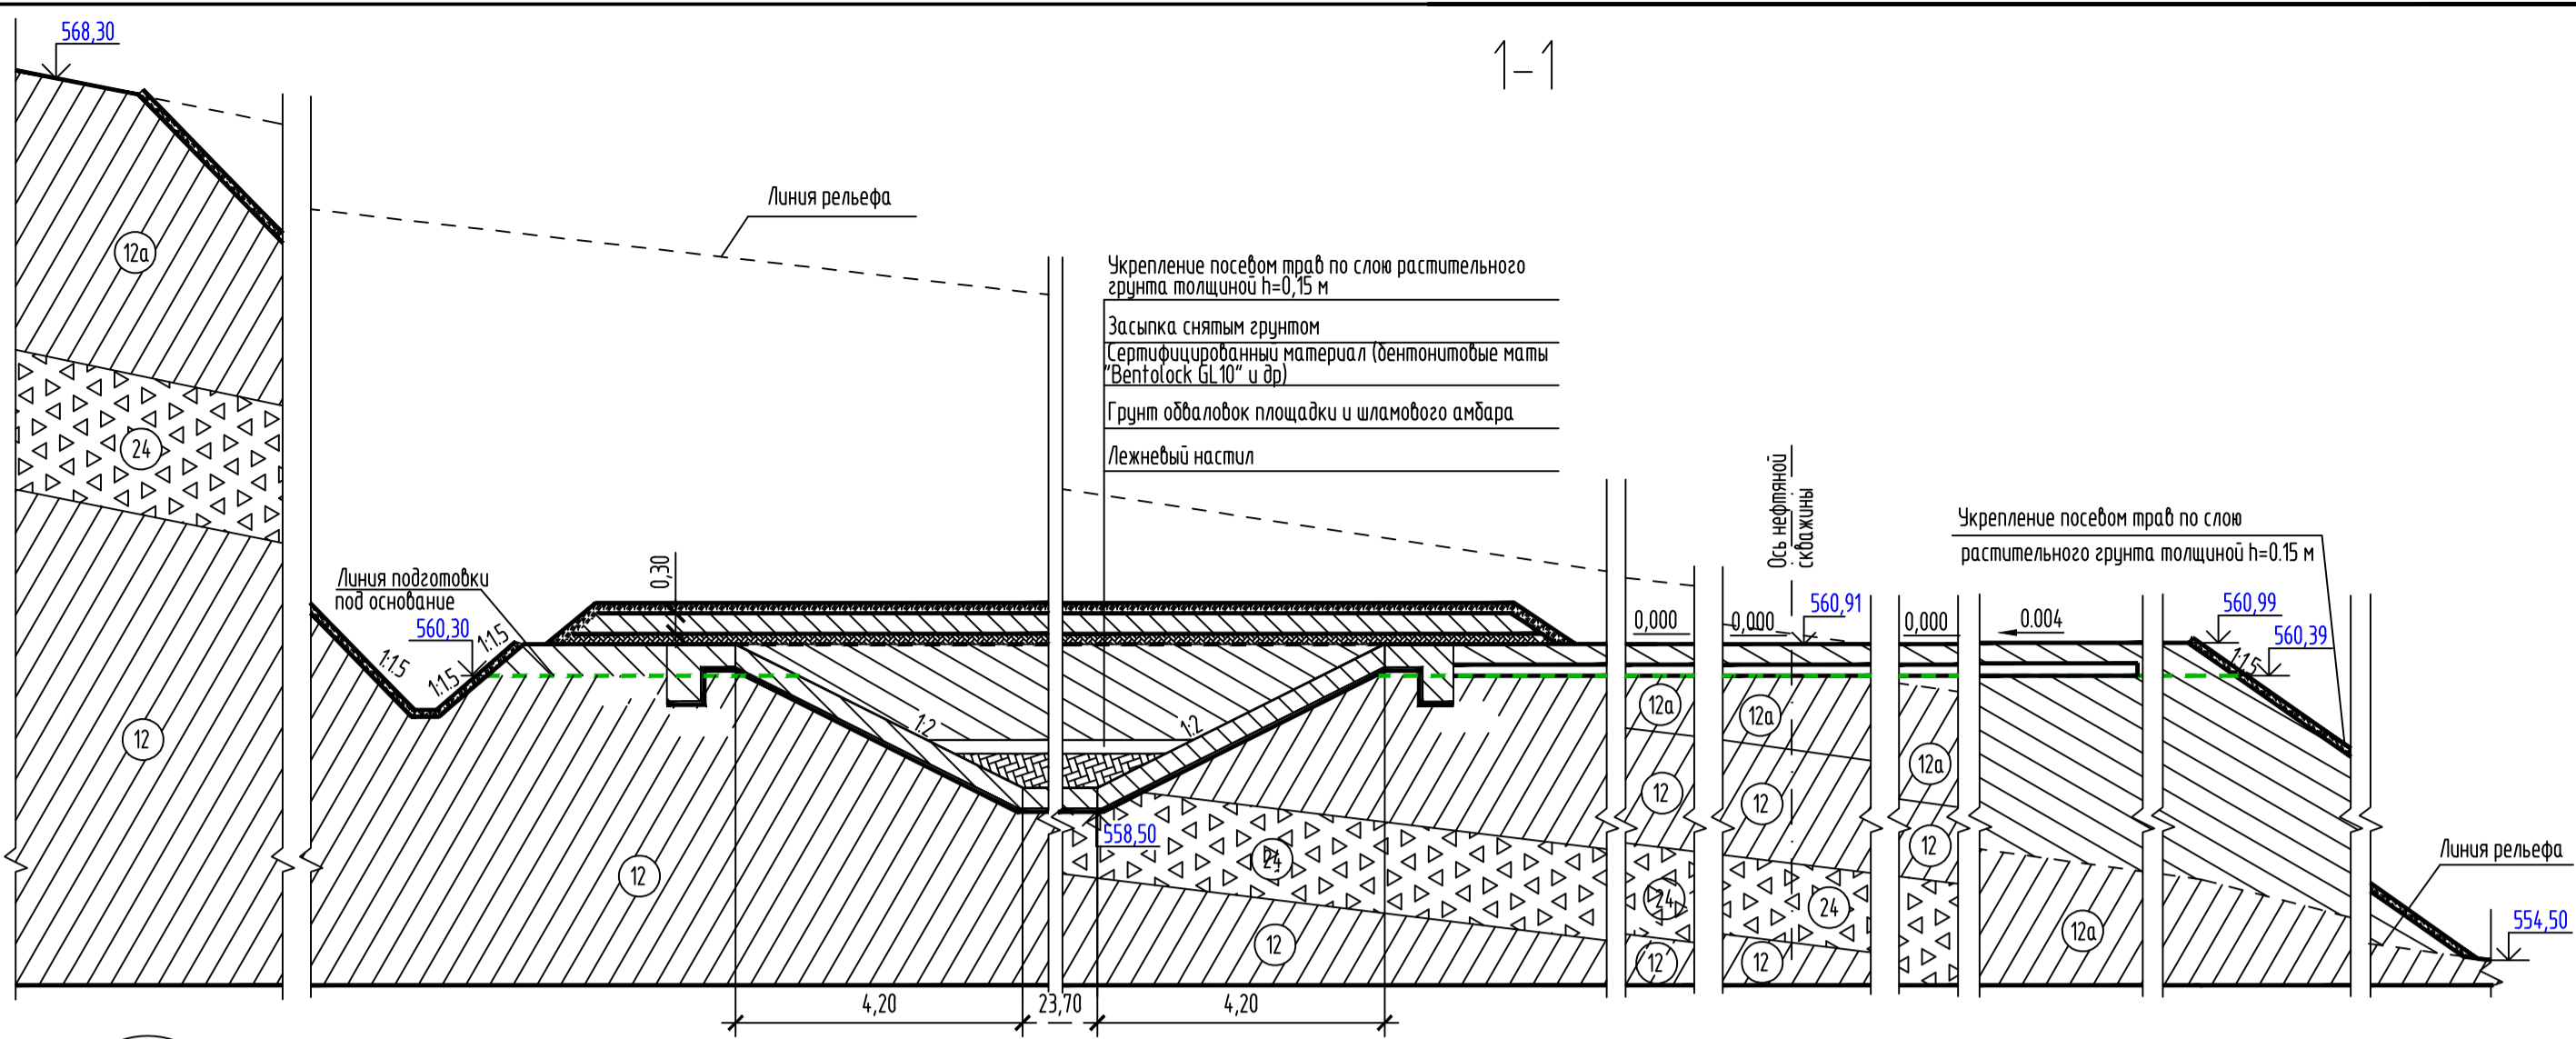 568,30
1-1
Линия рельефа
12а
24
12
Укрепление посевом трав по слою растительного
грунта толщиной h=0,15 м
Засыпка снятым грунтом
Сертифицированный материал (бентонитовые маты
"Bentolock GL10" и др)
Грунт обваловок площадки и шламового амбара
Лежневый настил
Линия подготовки
под основание
560,30
1:1.5
1:1.5
1:1.5
0,30
1:2
1:2
558,50
12
24
12
4,20
23,70
4,20
Ось нефтяной
скважины
0,000
0,000
560,91
0,000
0.004
Укрепление посевом трав по слою
растительного грунта толщиной h=0.15 м
560,99
560,39
1:1.5
12а
12
24
12
12а
12
24
12
12а
12
12а
Линия рельефа
554,50